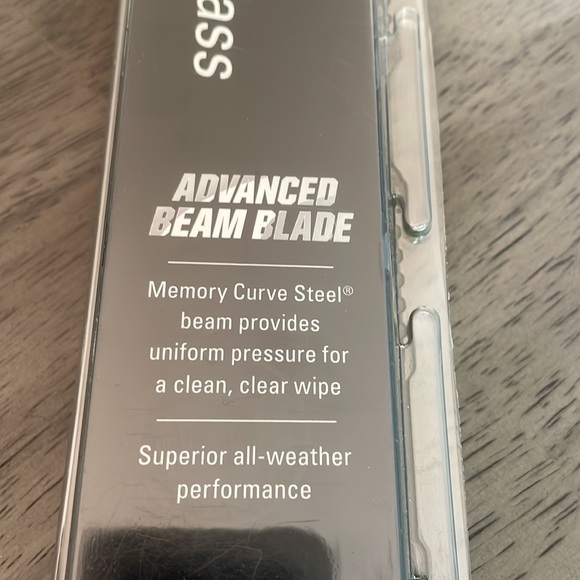 ass
ADVANCED
BEAM BLADE
Memory Curve Steel®
beam provides
uniform pressure for
a clean, clear wipe
Superior all-weather
performance